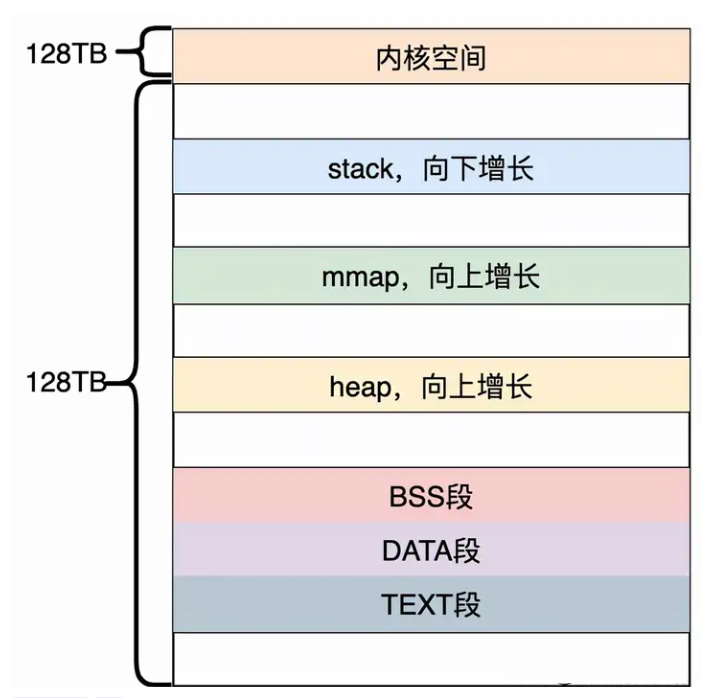 128TB
内核空间
stack，向下增长
mmap，向上增长
128TB
heap，向上增长
BSS段
DATA段
TEXT段